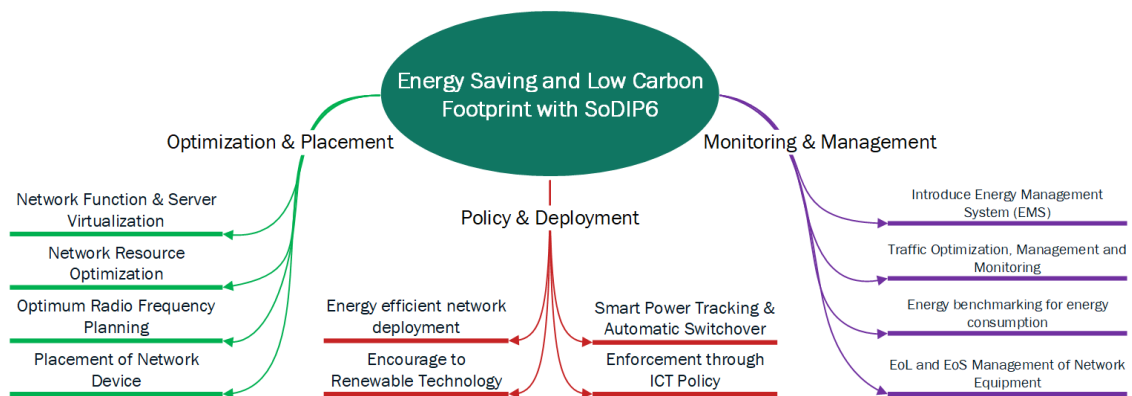 Energy Saving and Low Carbon
Footprint with SoDIP6
Optimization & Placement
Network Function & Server
Virtualization
Network Resource
Optimization
Optimum Radio Frequency
Planning
Placement of Network
Device
Policy & Deployment
Energy efficient network
deployment
Encourage to
Renewable Technology
Smart Power Tracking &
Automatic Switchover
Enforcement through
ICT Policy
Monitoring & Management
Introduce Energy Management
System (EMS)
Traffic Optimization, Management and
Monitoring
Energy benchmarking for energy
consumption
EoL and EoS Management of Network
Equipment